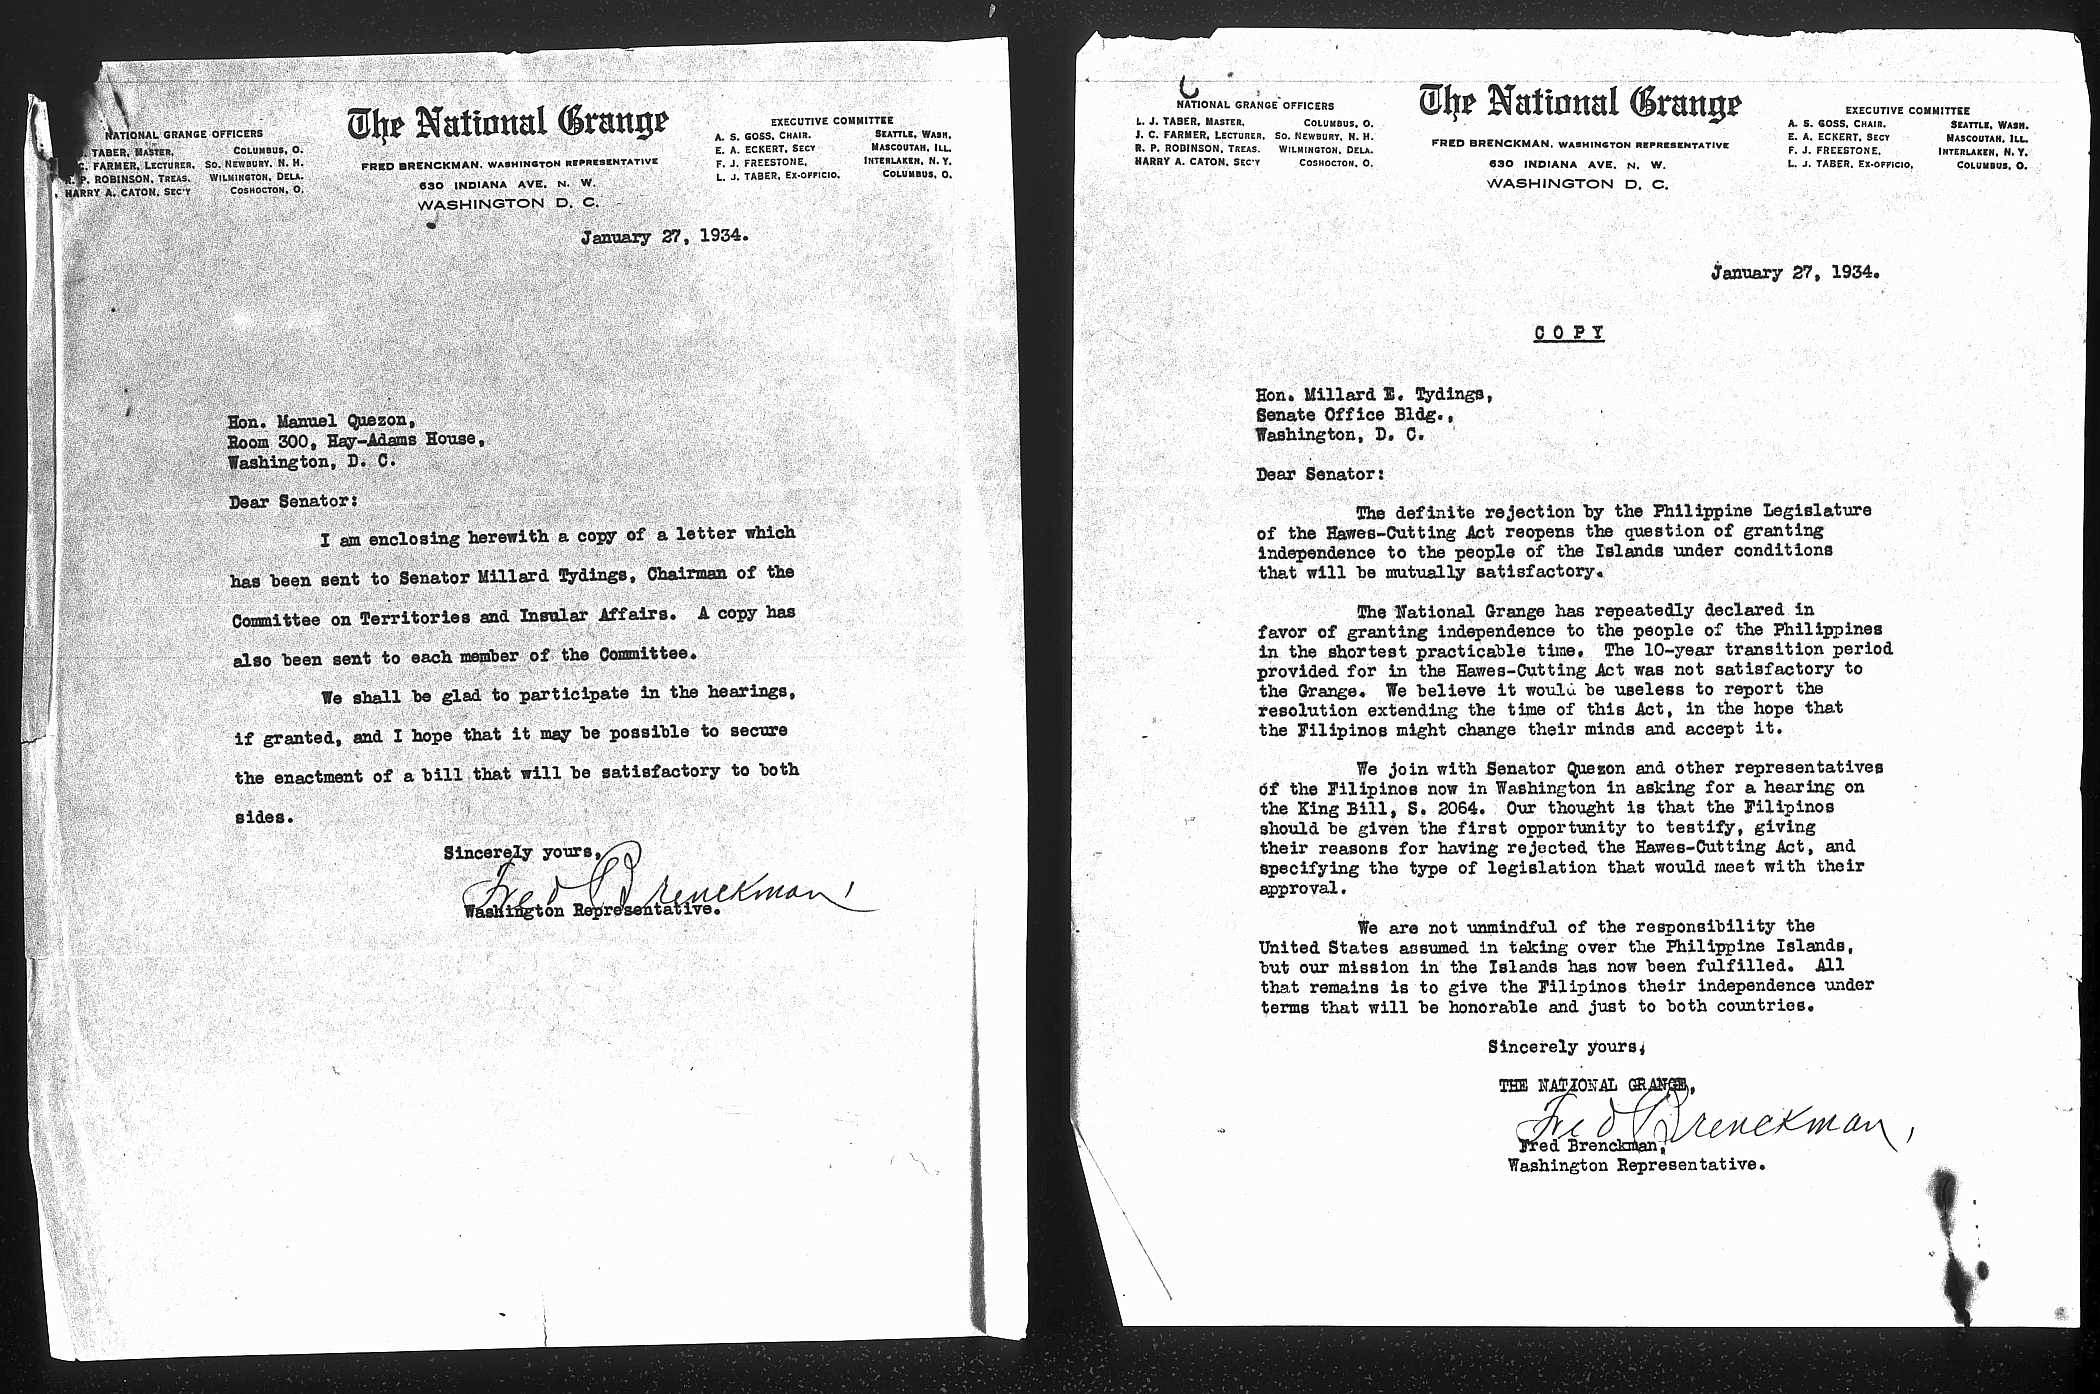 The National Grange
NATIONAL GRANGE OFFICERS
TABER, MASTER, COLUMBUS, O.
FARMER, LECTURER, SO. NEWBURY, N. H.
P. ROBINSON, TREAS. WILMINGTON, DELA.
HARRY A. CATON, SEC'Y COSHOCTON, O.
FRED BRENCKMAN, WASHINGTON REPRESENTATIVE
630 INDIANA AVE. N. W.
WASHINGTON D. C.
EXECUTIVE COMMITTEE
A. S. GOSS, CHAIR. SEATTLE, WASH.
E. A. ECKERT, SECY MASCOUTAH, ILL.
F. J. FREESTONE, INTERLAKEN, N. Y.
L. J. TABER, EX-OFFICIO, COLUMBUS, O.
January 27, 1934.
Hon. Manuel Quezon,
Room 300, Hay-Adams House,
Washington, D. C.
Dear Senator:
I am enclosing herewith a copy of a letter which
has been sent to Senator Millard Tydings, Chairman of the
Committee on Territories and Insular Affairs. A copy has
also been sent to each member of the Committee.
We shall be glad to participate in the hearings,
if granted, and I hope that it may be possible to secure
the enactment of a bill that will be satisfactory to both
sides.
Sincerely yours,
Fred Brenckman,
Washington Representative.
The National Grange
NATIONAL GRANGE OFFICERS
L. J. TABER, MASTER, COLUMBUS, O.
J. C. FARMER, LECTURER, SO. NEWBURY, N. H.
R. P. ROBINSON, TREAS. WILMINGTON, DELA.
HARRY A. CATON, SEC'Y COSHOCTON, O.
FRED BRENCKMAN, WASHINGTON REPRESENTATIVE
630 INDIANA AVE. N. W.
WASHINGTON D. C.
EXECUTIVE COMMITTEE
A. S. GOSS, CHAIR. SEATTLE, WASH.
E. A. ECKERT, SECY MASCOUTAH, ILL.
F. J. FREESTONE, INTERLAKEN, N. Y.
L. J. TABER, EX-OFFICIO, COLUMBUS, O.
January 27, 1934.
C O P Y
Hon. Millard E. Tydings,
Senate Office Bldg.,
Washington, D. C.
Dear Senator:
The definite rejection by the Philippine Legislature
of the Hawes-Cutting Act reopens the question of granting
independence to the people of the Islands under conditions
that will be mutually satisfactory.
The National Grange has repeatedly declared in
favor of granting independence to the people of the Philippines
in the shortest practicable time. The 10-year transition period
provided for in the Hawes-Cutting Act was not satisfactory to
the Grange. We believe it would be useless to report the
resolution extending the time of this Act, in the hope that
the Filipinos might change their minds and accept it.
We join with Senator Quezon and other representatives
of the Filipinos now in Washington in asking for a hearing on
the King Bill, S. 2064. Our thought is that the Filipinos
should be given the first opportunity to testify, giving
their reasons for having rejected the Hawes-Cutting Act, and
specifying the type of legislation that would meet with their
approval.
We are not unmindful of the responsibility the
United States assumed in taking over the Philippine Islands,
but our mission in the Islands has now been fulfilled. All
that remains is to give the Filipinos their independence under
terms that will be honorable and just to both countries.
Sincerely yours,
THE NATIONAL GRANGE,
Fred Brenckman,
Fred Brenckman,
Washington Representative.